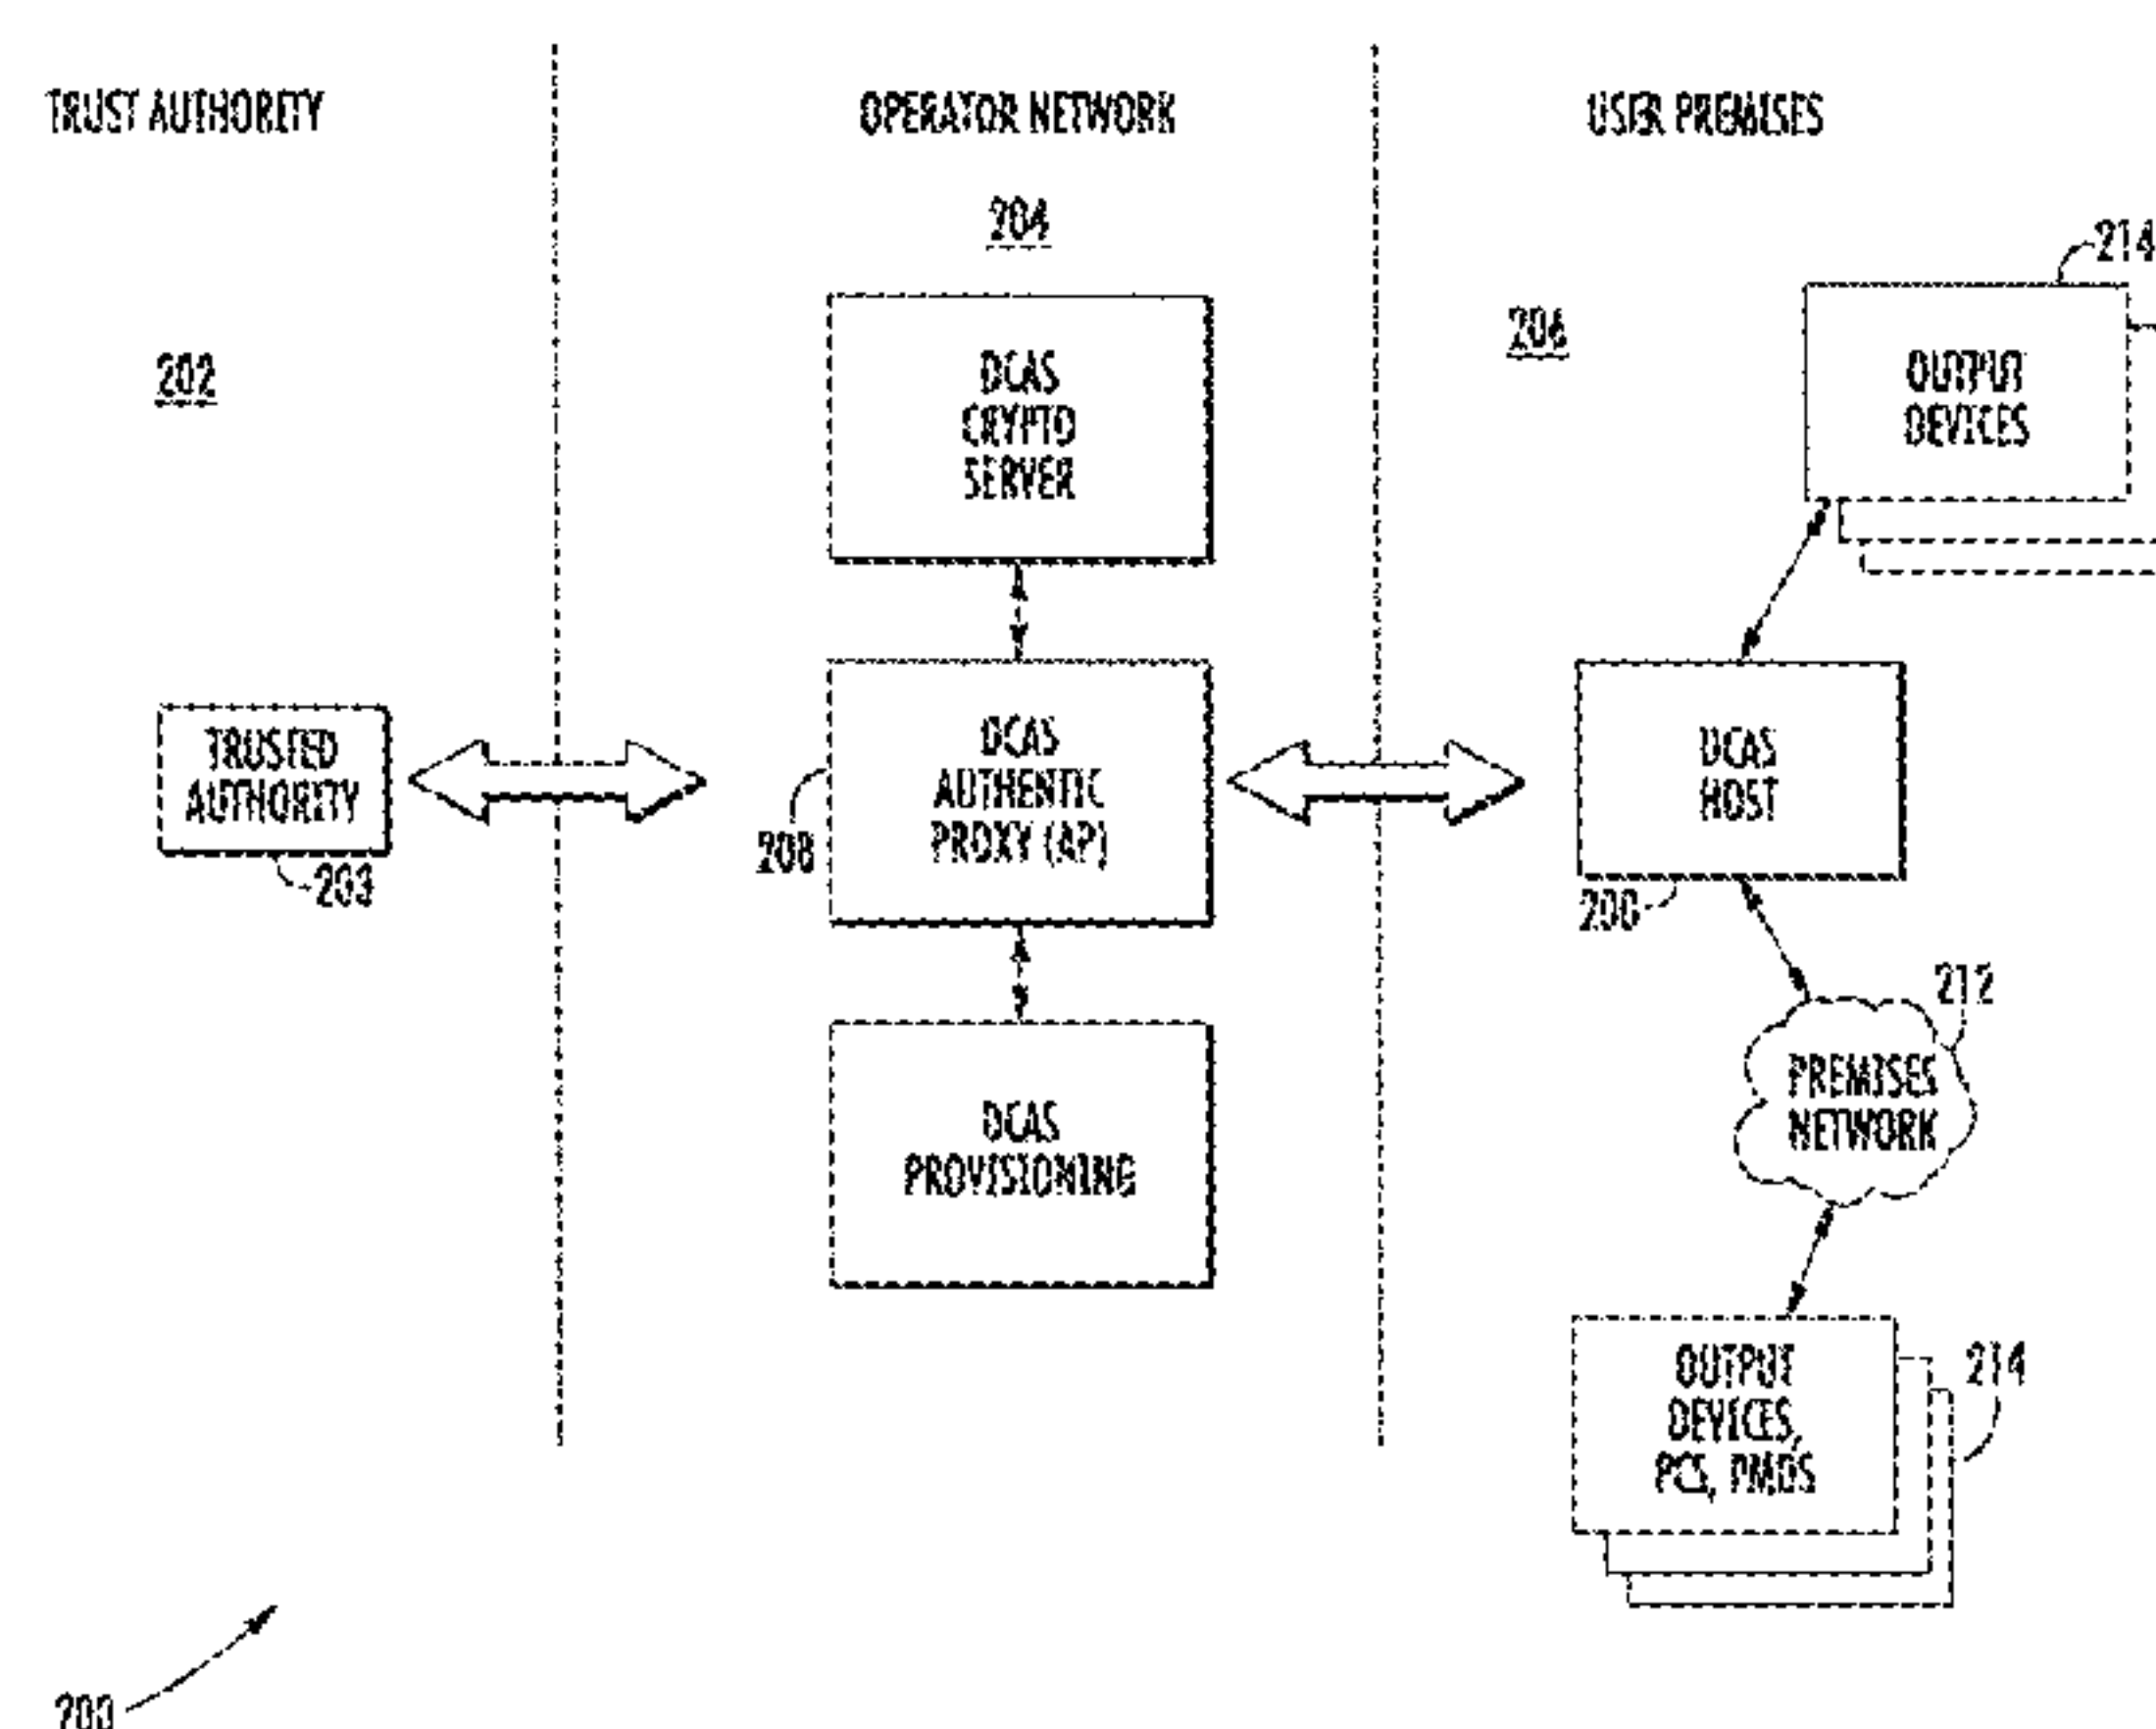 TRUST AUTHORITY
OPERATOR NETWORK
USER PREMISES
202
204
206
214
DCAS
CRYPTO
SERVER
OUTPUT
DEVICES
TRUSTED
AUTHORITY
203
208
DCAS
AUTHENTIC
PROXY (AP)
DCAS
HOST
200
212
PREMISES
NETWORK
DCAS
PROVISIONING
OUTPUT
DEVICES,
PCS, PMDS
214
200